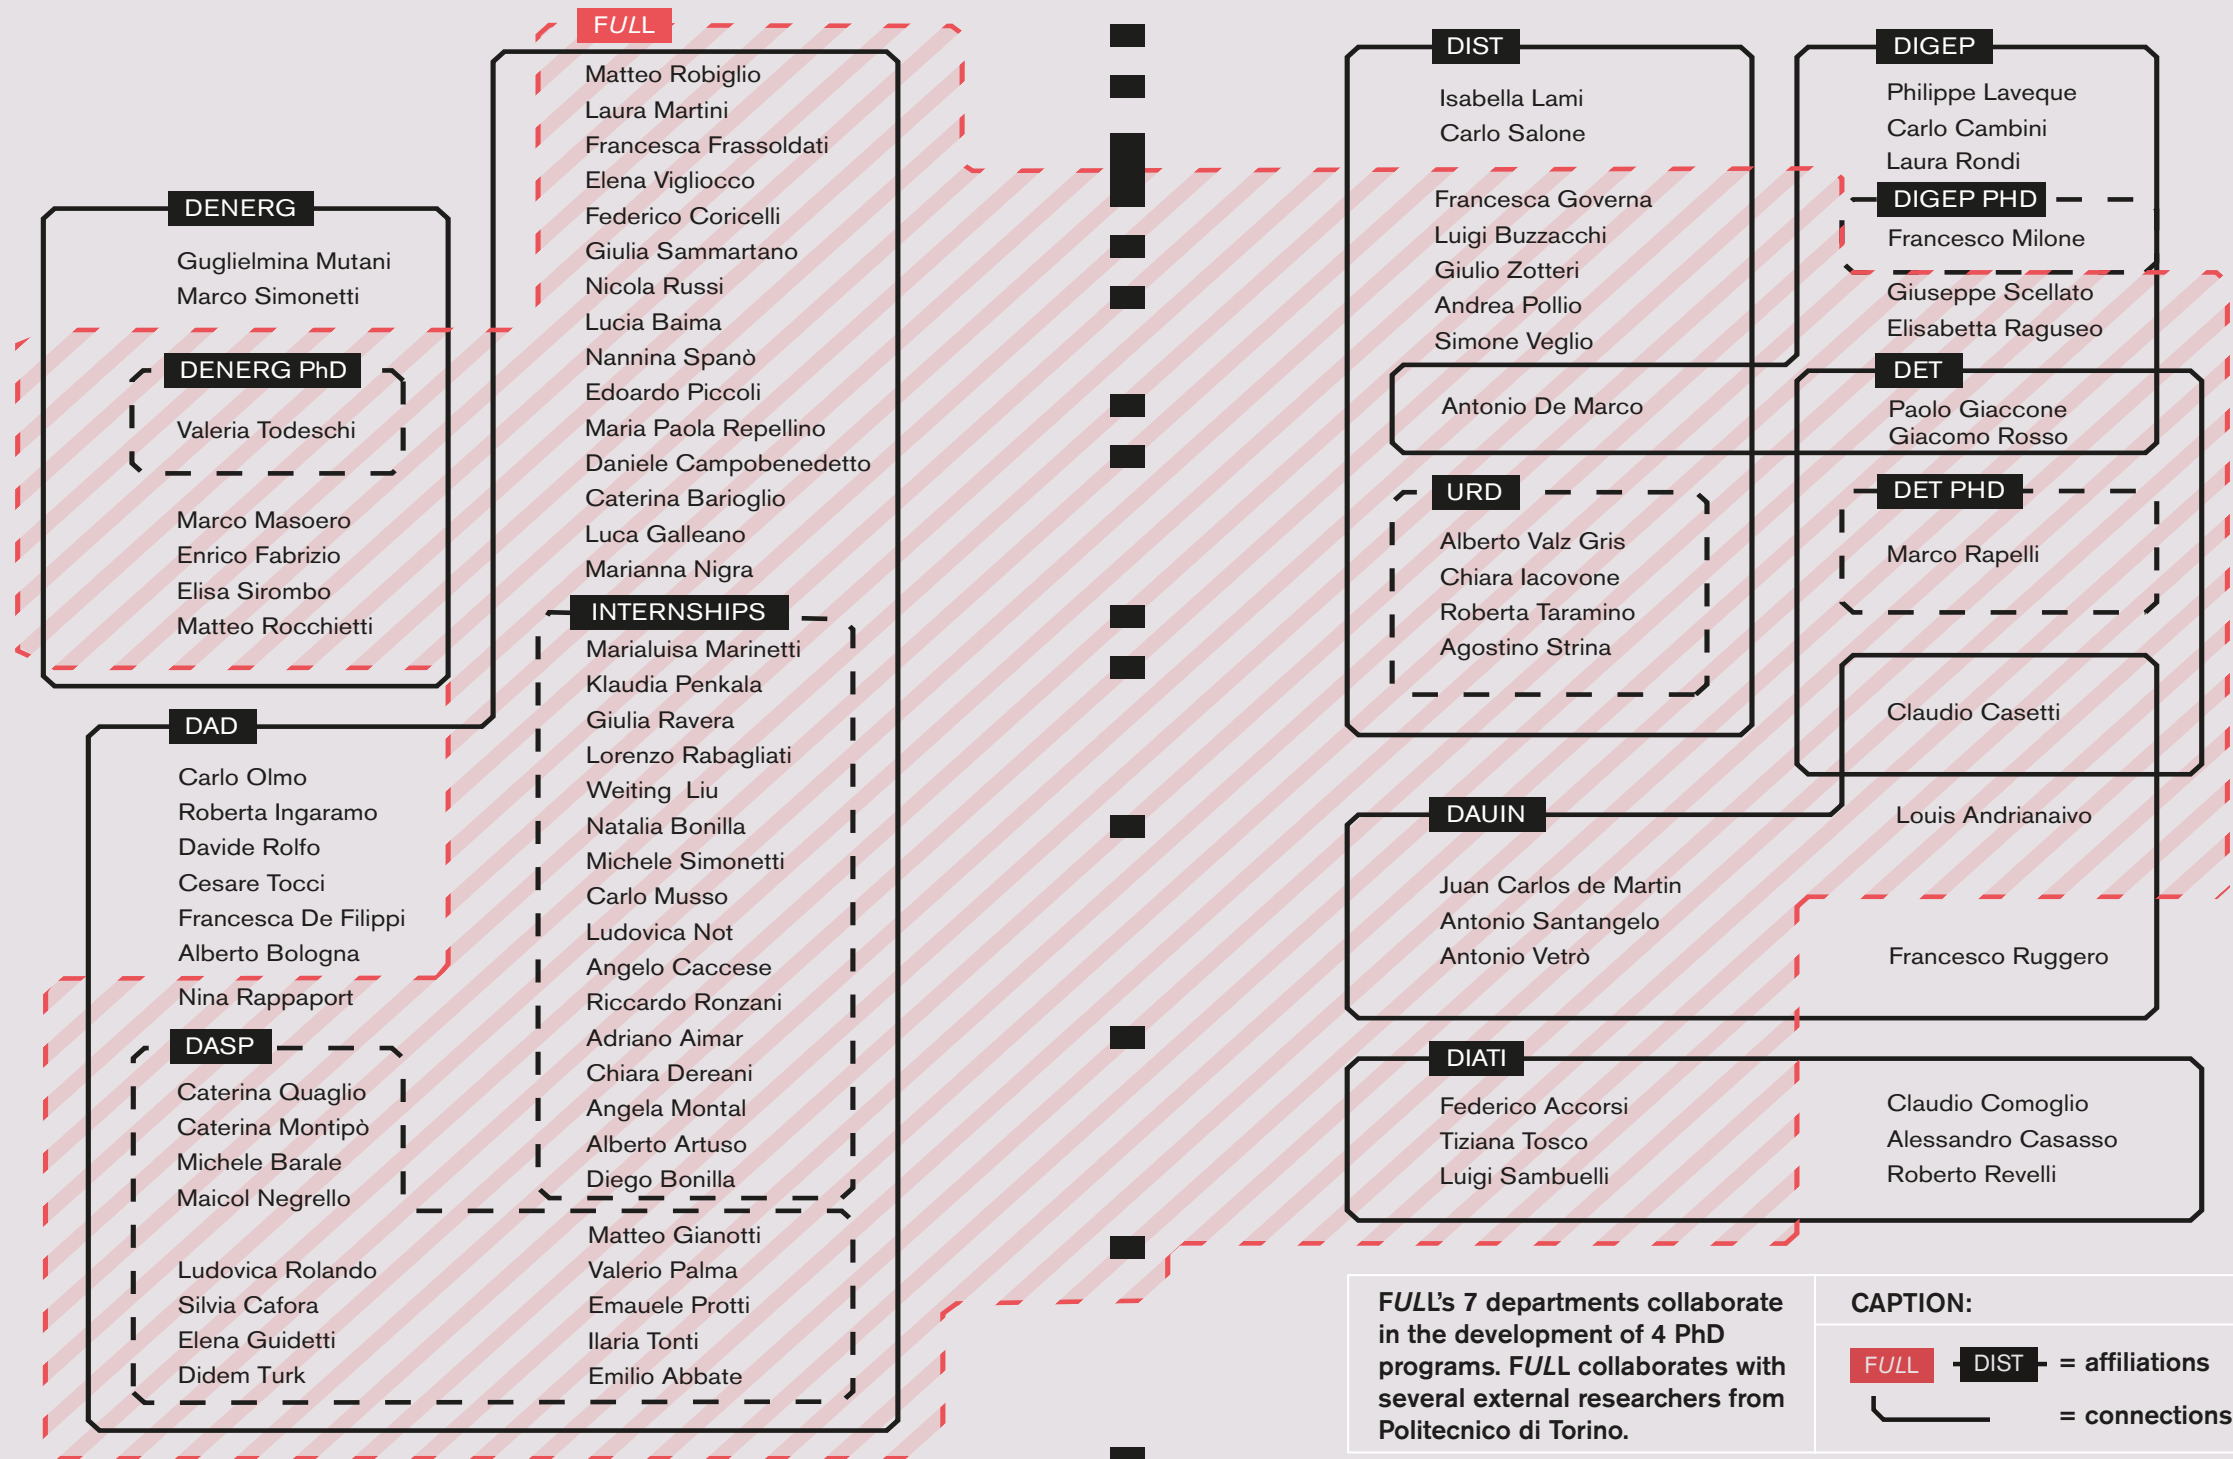 FULL
Matteo Robiglio
Laura Martini
Francesca Frassoldati
Elena Vigliocco
Federico Coricelli
Giulia Sammartano
Nicola Russi
Lucia Baima
Nannina Spanò
Edoardo Piccoli
Maria Paola Repellino
Daniele Campobenedetto
Caterina Barioglio
Luca Galleano
Marianna Nigra
INTERNSHIPS
Marialuisa Marinetti
Klaudia Penkala
Giulia Ravera
Lorenzo Rabagliati
Weiting Liu
Natalia Bonilla
Michele Simonetti
Carlo Musso
Ludovica Not
Angelo Caccese
Riccardo Ronzani
Adriano Aimar
Chiara Dereani
Angela Montal
Alberto Artuso
Diego Bonilla
Matteo Gianotti
Valerio Palma
Emauele Protti
Ilaria Tonti
Emilio Abbate
DENERG
Guglielmina Mutani
Marco Simonetti
DENERG PhD
Valeria Todeschi
Marco Masoero
Enrico Fabrizio
Elisa Sirombo
Matteo Rocchietti
DAD
Carlo Olmo
Roberta Ingaramo
Davide Rolfo
Cesare Tocci
Francesca De Filippi
Alberto Bologna
Nina Rappaport
DASP
Caterina Quaglio
Caterina Montipò
Michele Barale
Maicol Negrello
Ludovica Rolando
Silvia Cafora
Elena Guidetti
Didem Turk
DIST
Isabella Lami
Carlo Salone
Francesca Governa
Luigi Buzzacchi
Giulio Zotteri
Andrea Pollio
Simone Veglio
Antonio De Marco
URD
Alberto Valz Gris
Chiara Iacovone
Roberta Taramino
Agostino Strina
DIGEP
Philippe Laveque
Carlo Cambini
Laura Rondi
DIGEP PHD
Francesco Milone
Giuseppe Scellato
Elisabetta Raguseo
DET
Paolo Giaccone
Giacomo Rosso
DET PHD
Marco Rapelli
Claudio Casetti
Louis Andrianaivo
DAUIN
Juan Carlos de Martin
Antonio Santangelo
Antonio Vetrò
Francesco Ruggero
DIATI
Federico Accorsi
Tiziana Tosco
Luigi Sambuelli
Claudio Comoglio
Alessandro Casasso
Roberto Revelli
FULL's 7 departments collaborate
in the development of 4 PhD
programs. FULL collaborates with
several external researchers from
Politecnico di Torino.
CAPTION:
FULL DIST = affiliations
= connections